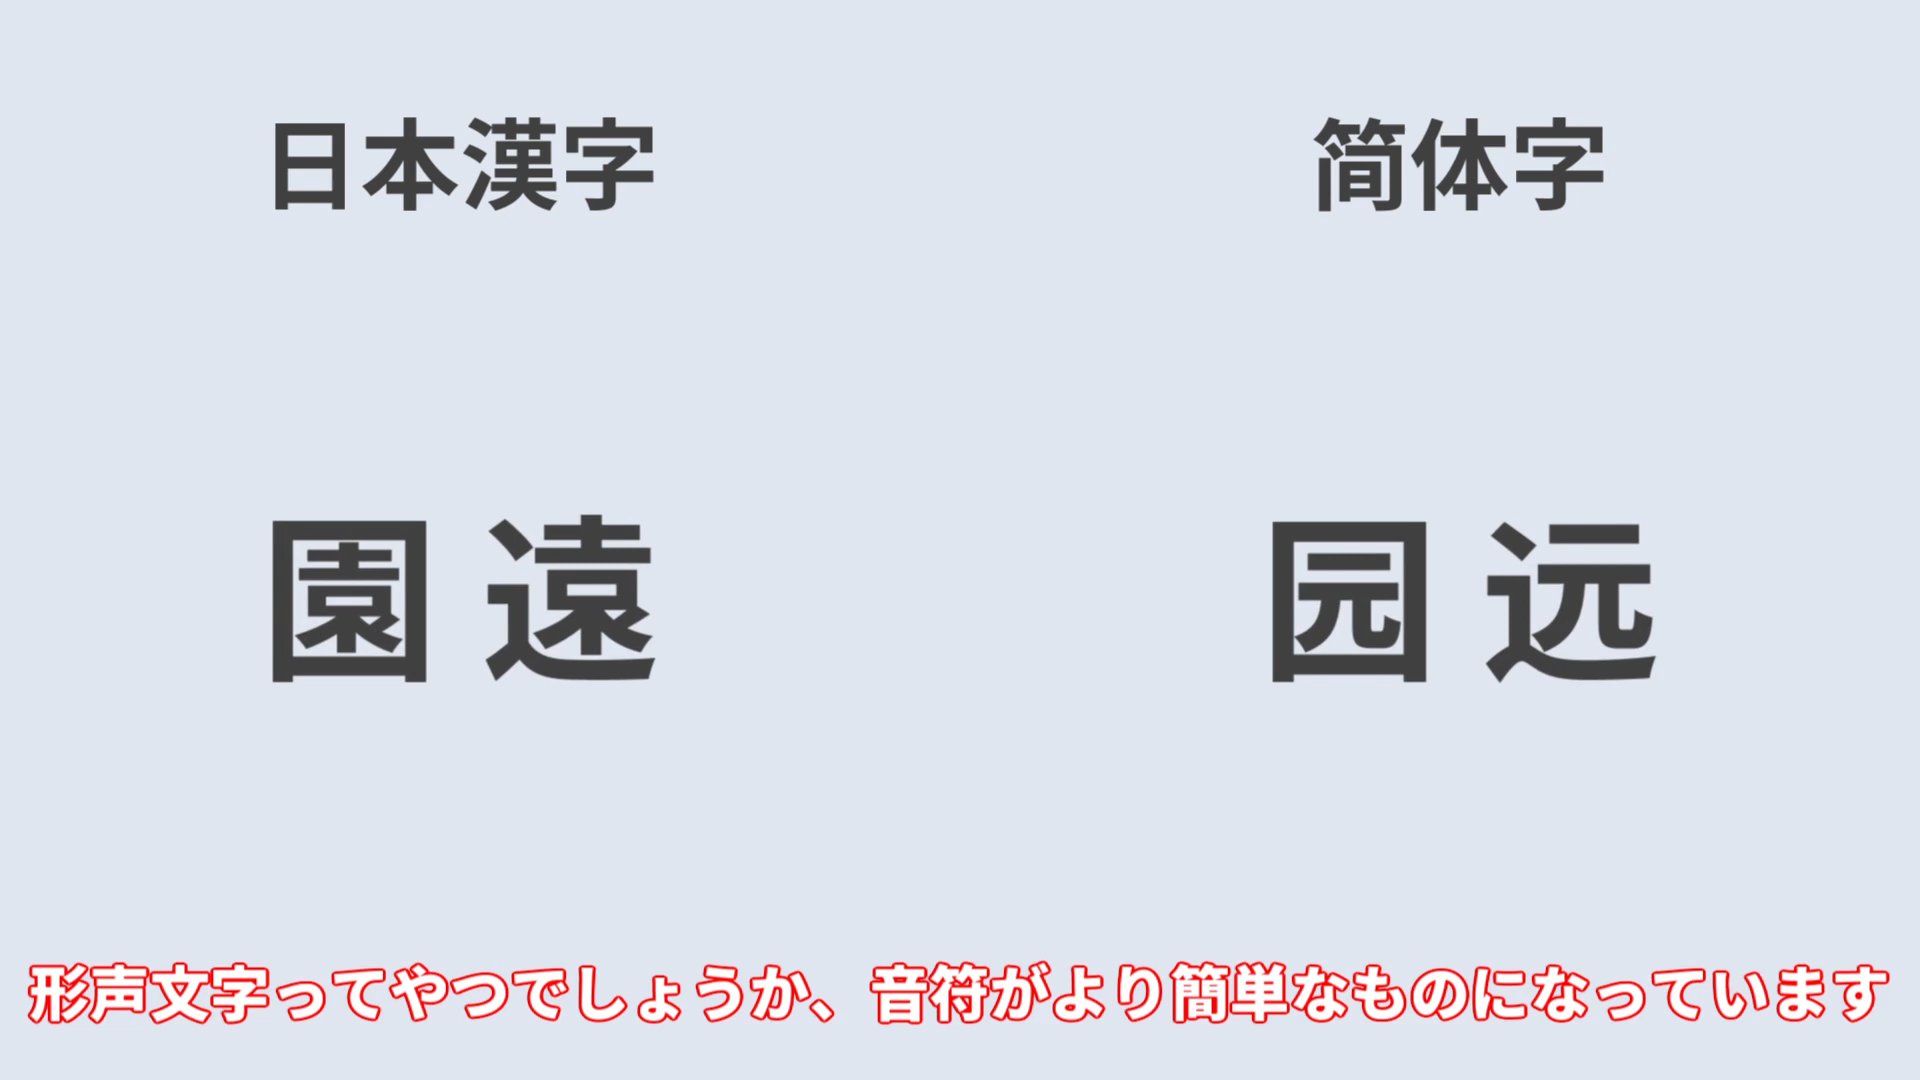 日本漢字
简体字
園遠
园远
形声文字ってやつでしょうか、音符がより簡単なものになっています